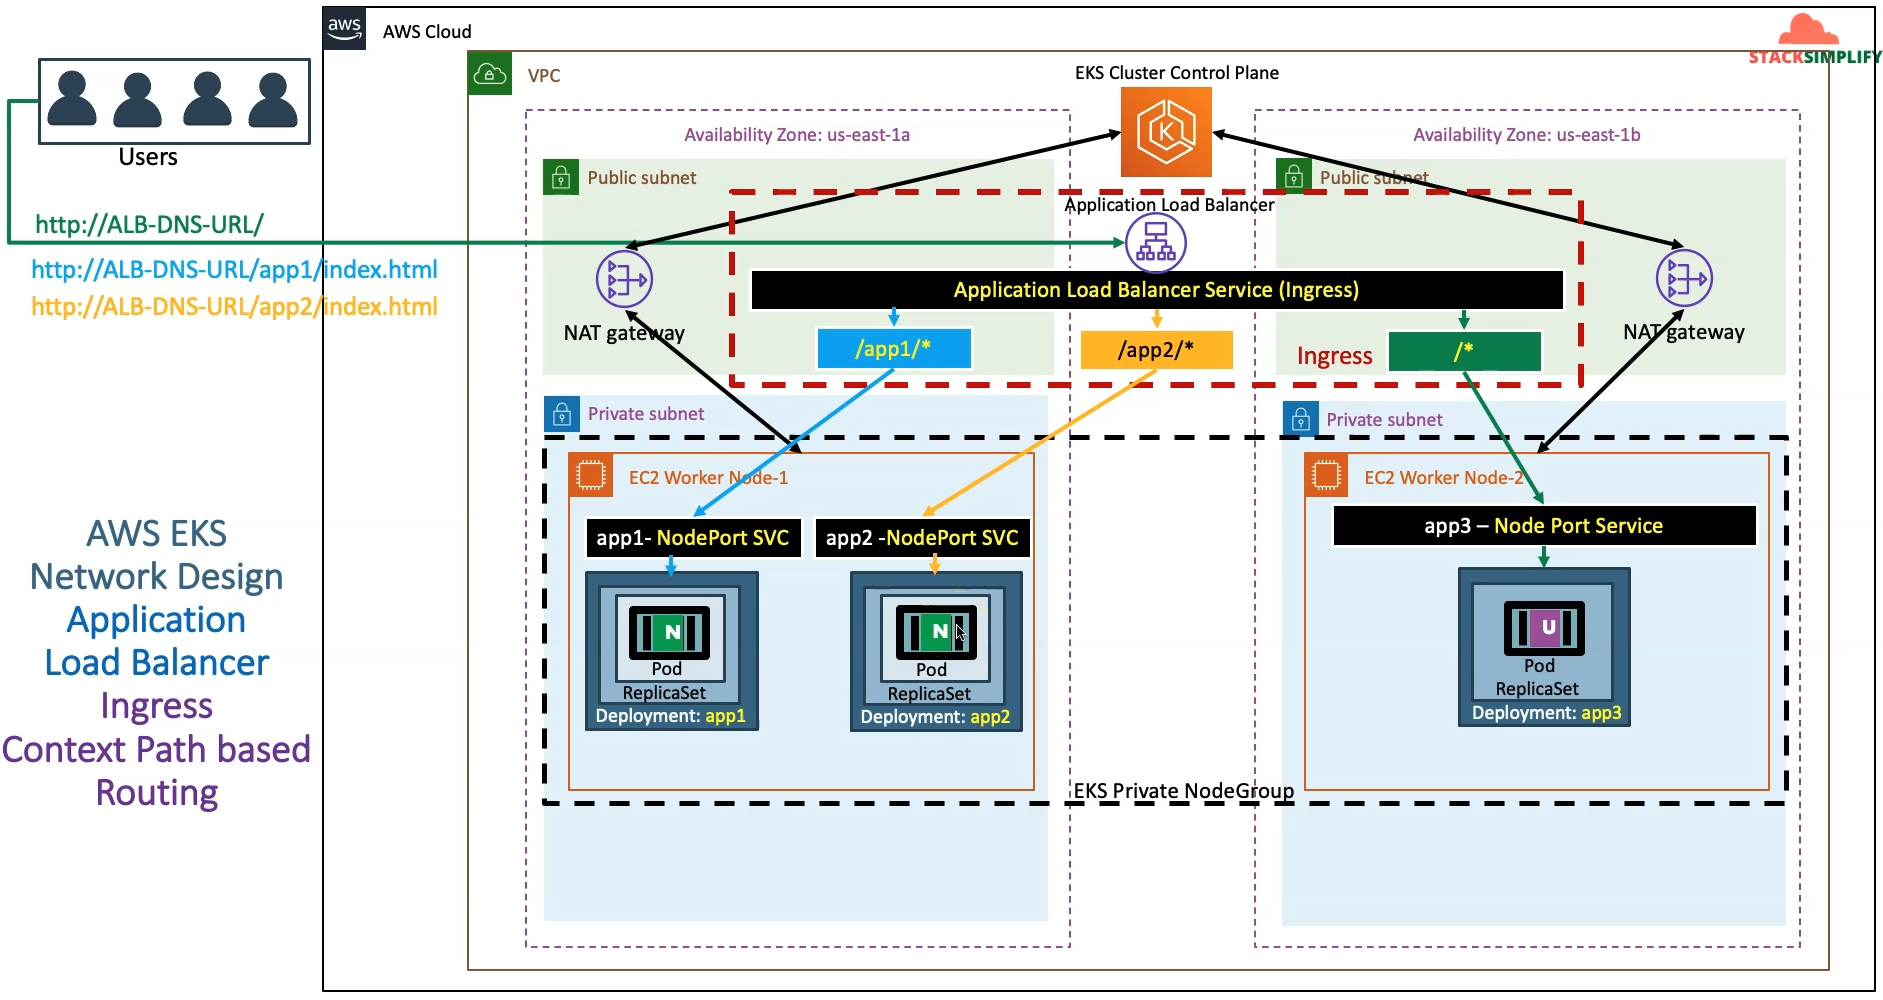 aws
AWS Cloud
STACKSIMPLIFY
VPC
EKS Cluster Control Plane
Availability Zone: us-east-1a
Availability Zone: us-east-1b
Users
Public subnet
Public subnet
K
Application Load Balancer
http://ALB-DNS-URL/
http://ALB-DNS-URL/app1/index.html
http://ALB-DNS-URL/app2/index.html
Application Load Balancer Service (Ingress)
NAT gateway
NAT gateway
/app1/*
/app2/*
Ingress
/*
Private subnet
Private subnet
EC2 Worker Node-1
EC2 Worker Node-2
app1- NodePort SVC
app2 -NodePort SVC
app3 – Node Port Service
N
Pod
ReplicaSet
Deployment: app1
N
Pod
ReplicaSet
Deployment: app2
U
Pod
ReplicaSet
Deployment: app3
EKS Private NodeGroup
AWS EKS
Network Design
Application
Load Balancer
Ingress
Context Path based
Routing